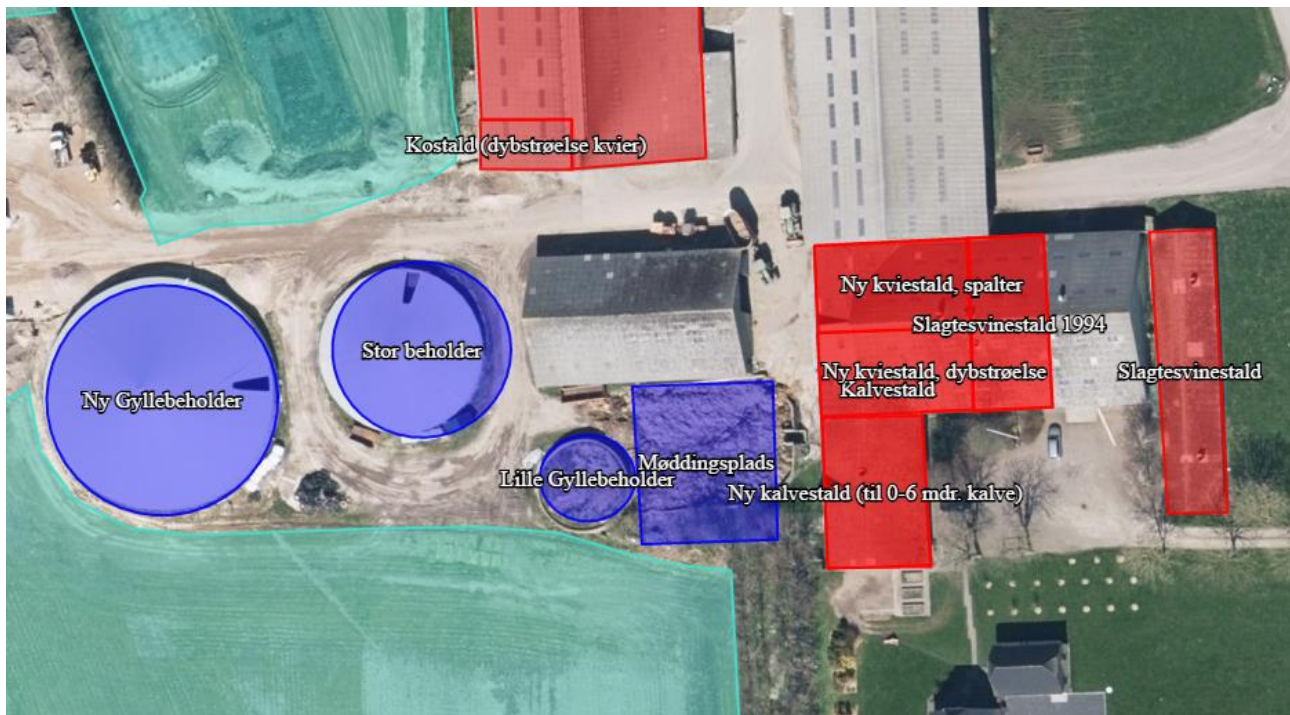 Kostald (dybstrøelse kvier)
Ny kviestald, spalter
Slagtesvinestald 1994
Stor beholder
Ny kviestald, dybstrøelse
Slagtesvinestald
Kalvestald
Ny Gyllebeholder
Møddingsplads
Lille Gyllebeholder
Ny kalvestald (til 0-6 mdr. kalve)